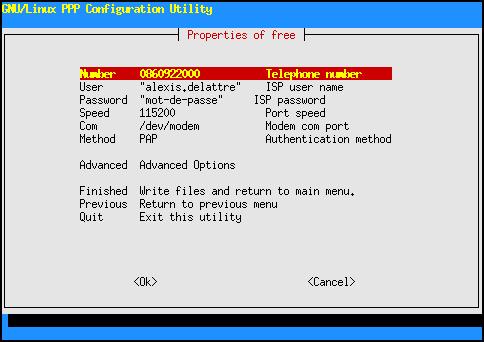 GNU/Linux PPP Configuration Utility
Properties of free
Number 0860922000 Telephone number
User "alexis.delattre" ISP user name
Password "mot-de-passe" ISP password
Speed 115200 Port speed
Com /dev/modem Modem com port
Method PAP Authentication method
Advanced Advanced Options
Finished Write files and return to main menu.
Previous Return to previous menu
Quit Exit this utility
<Ok> <Cancel>